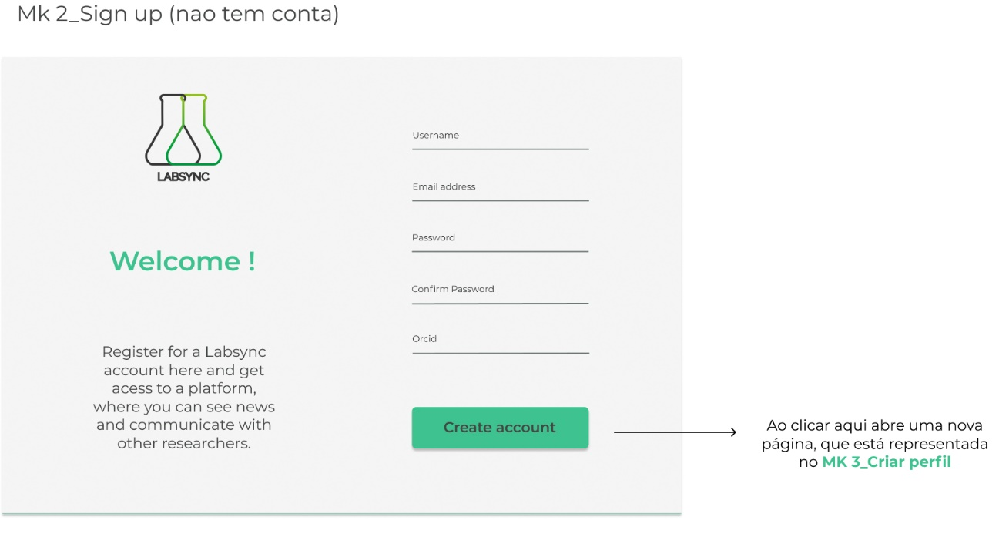 Mk 2_Sign up (nao tem conta)
LABSYNC
Welcome !
Register for a Labsync
account here and get
acess to a platform,
where you can see news
and communicate with
other researchers.
Username
Email address
Password
Confirm Password
Orcid
Create account
Ao clicar aqui abre uma nova
página, que está representada
no MK 3_Criar perfil